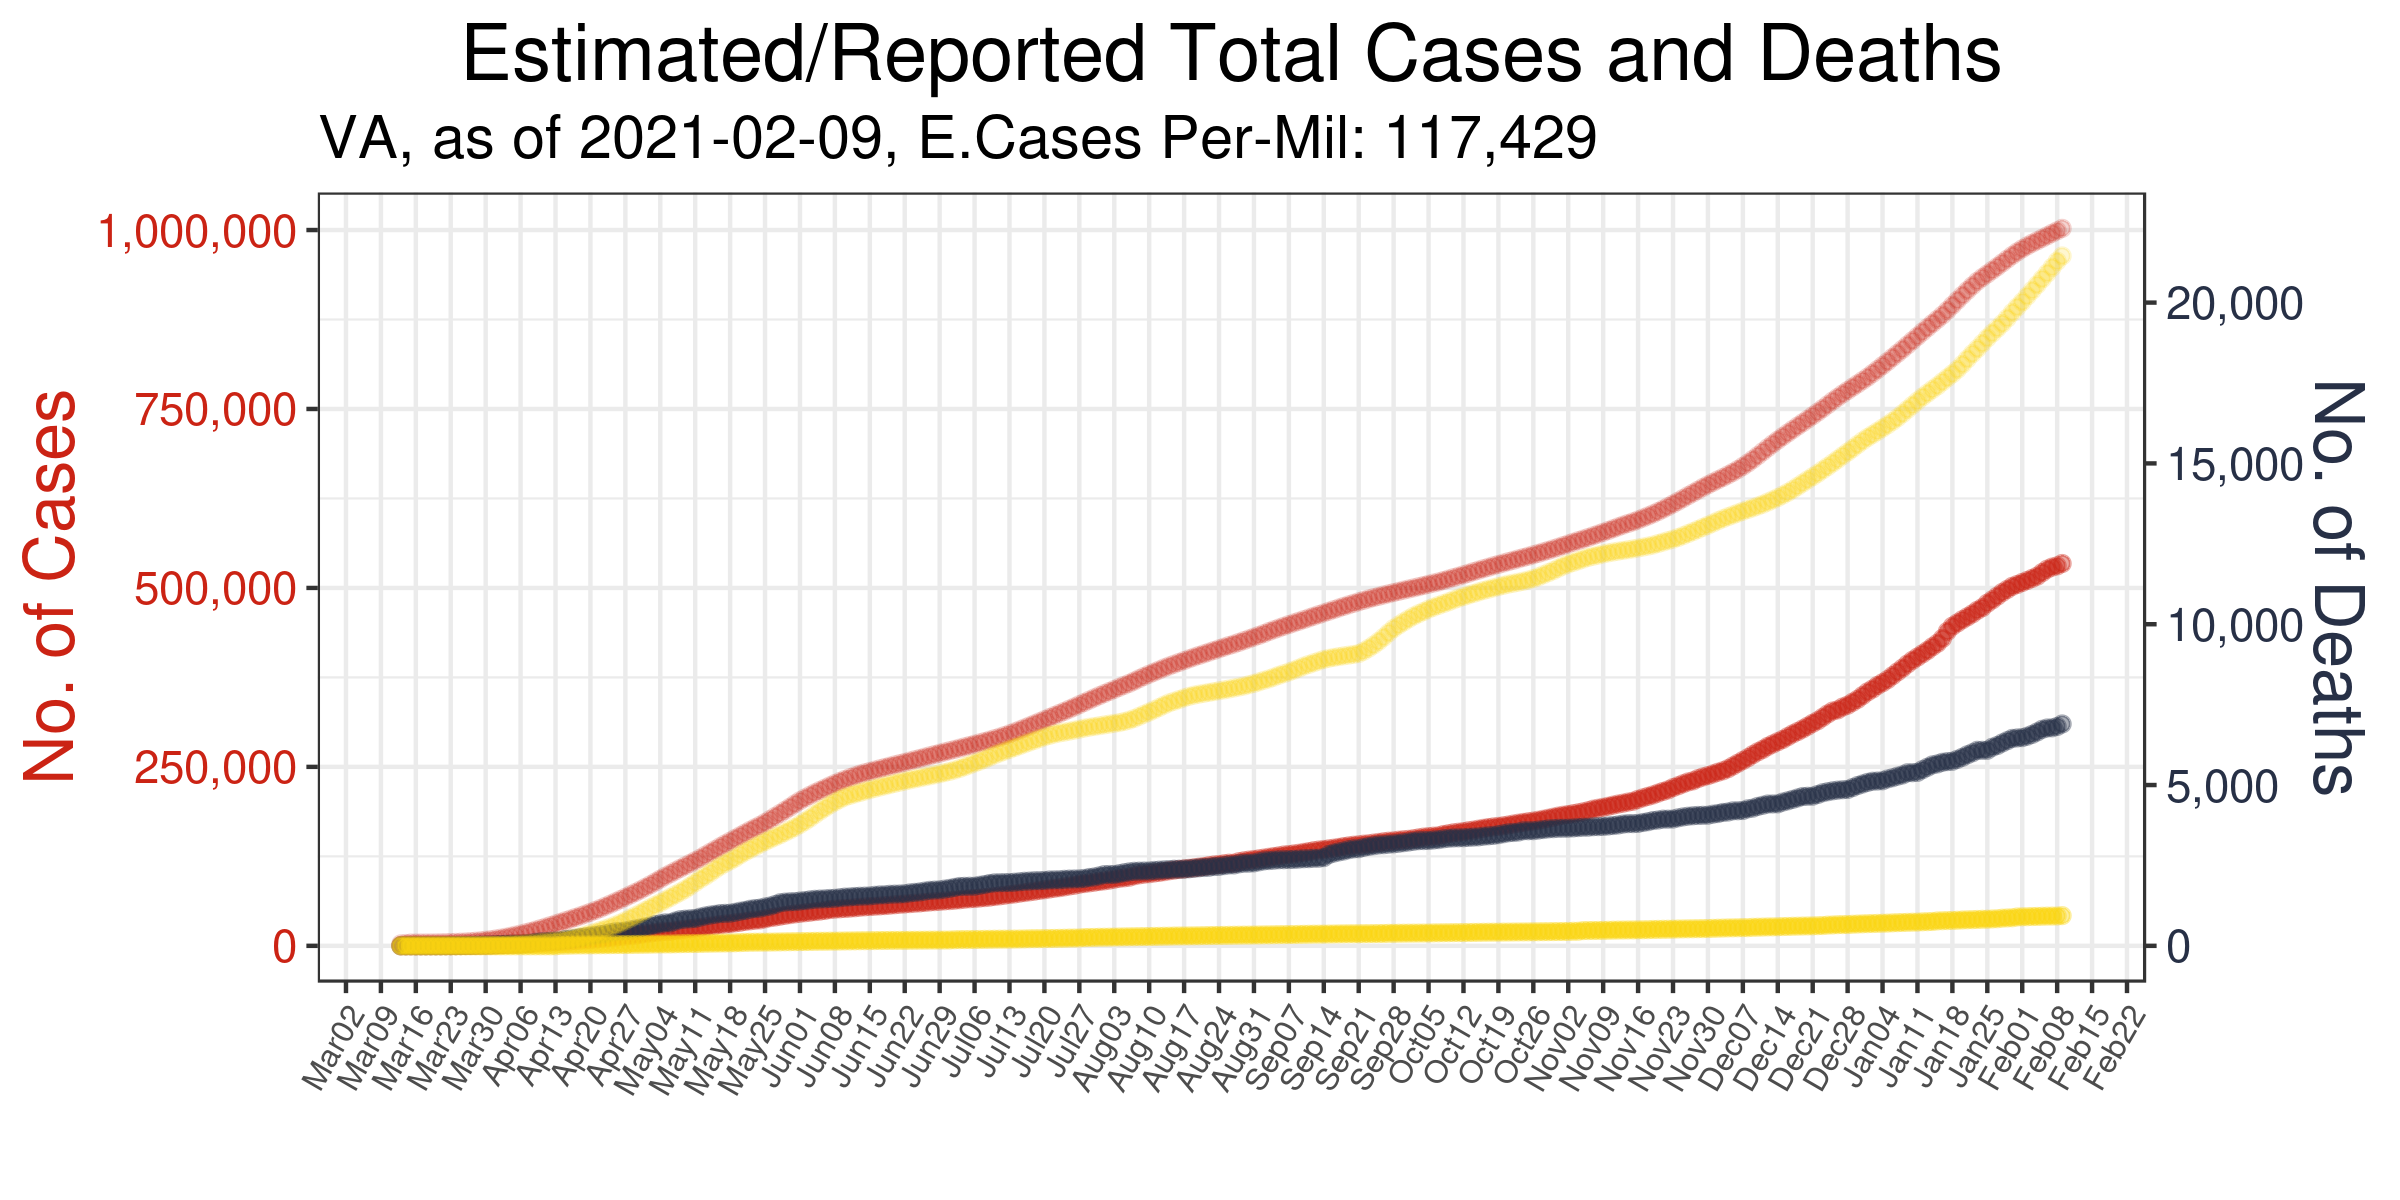 Estimated/Reported Total Cases and Deaths
VA, as of 2021-02-09, E.Cases Per-Mil: 117,429
No. of Cases
1,000,000
750,000
500,000
250,000
0
20,000
15,000
10,000
5,000
0
No. of Deaths
Mar02
Mar09
Mar16
Mar23
Mar30
Apr06
Apr13
Apr20
Apr27
May04
May11
May18
May25
Jun01
Jun08
Jun15
Jun22
Jun29
Jul06
Jul13
Jul20
Jul27
Aug03
Aug10
Aug17
Aug24
Aug31
Sep07
Sep14
Sep21
Sep28
Oct05
Oct12
Oct19
Oct26
Nov02
Nov09
Nov16
Nov23
Nov30
Dec07
Dec14
Dec21
Dec28
Jan04
Jan11
Jan18
Jan25
Feb01
Feb08
Feb15
Feb22